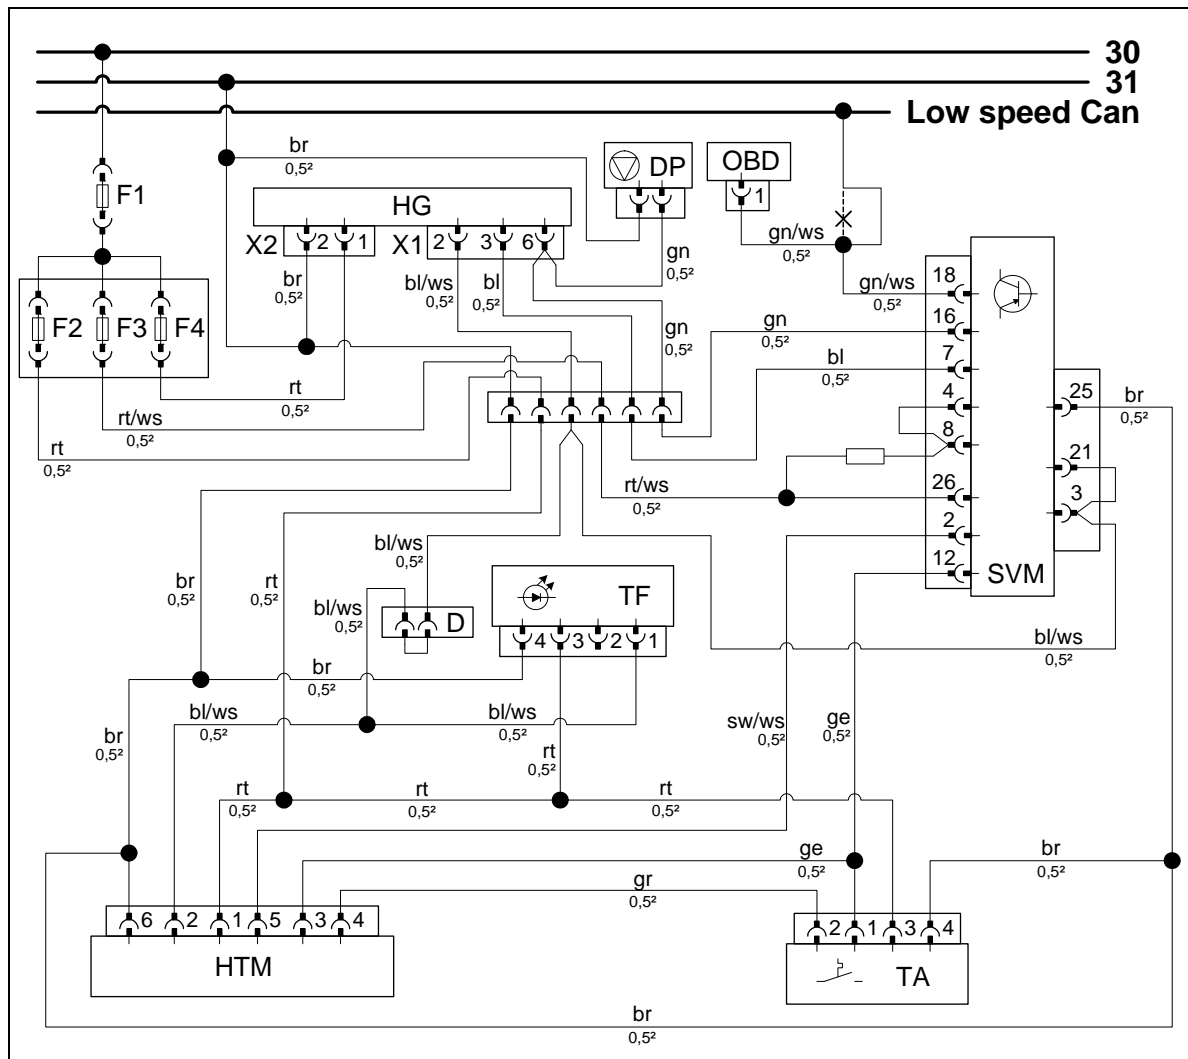 30
31
Low speed Can
br
0,5²
DP
OBD
1
F1
HG
X2
2
1
X1
2
3
6
gn/ws
0,5²
gn
0,5²
br
0,5²
bl/ws
0,5²
bl
0,5²
gn/ws
0,5²
18
F2
F3
F4
gn
0,5²
gn
0,5²
16
bl
0,5²
7
rt
0,5²
4
25
br
0,5²
rt/ws
0,5²
8
rt
0,5²
21
rt/ws
0,5²
26
3
2
bl/ws
0,5²
12
SVM
br
0,5²
rt
0,5²
bl/ws
0,5²
D
TF
4
3
2
1
bl/ws
0,5²
br
0,5²
bl/ws
0,5²
bl/ws
0,5²
sw/ws
0,5²
ge
0,5²
br
0,5²
rt
0,5²
rt
0,5²
rt
0,5²
rt
0,5²
ge
0,5²
br
0,5²
gr
0,5²
6
2
1
5
3
4
HTM
2
1
3
4
TA
br
0,5²